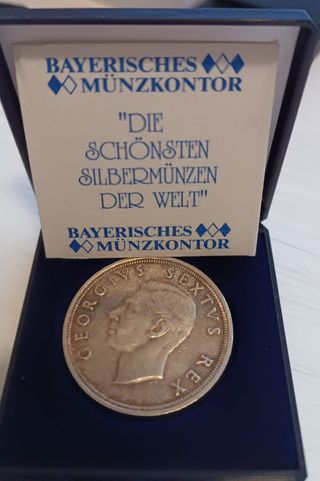 BAYERISCHES
MÜNZKONTOR
"DIE
SCHÖNSTEN
SILBERMÜNZEN
DER WELT"
BAYERISCHES
MÜNZKONTOR
GEORGIVS SEXTVS REX